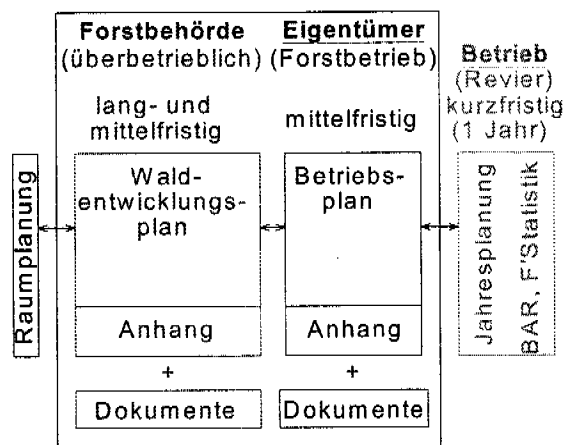 Forstbehörde
(überbetrieblich)
Eigentümer
(Forstbetrieb)
Betrieb
(Revier)
kurzfristig
(1 Jahr)
lang- und
mittelfristig
mittelfristig
Raumplanung
Wald-
entwicklungs-
plan
Betriebs-
plan
Jahresplanung
BAR, F'Statistik
Anhang
Anhang
+
+
Dokumente
Dokumente